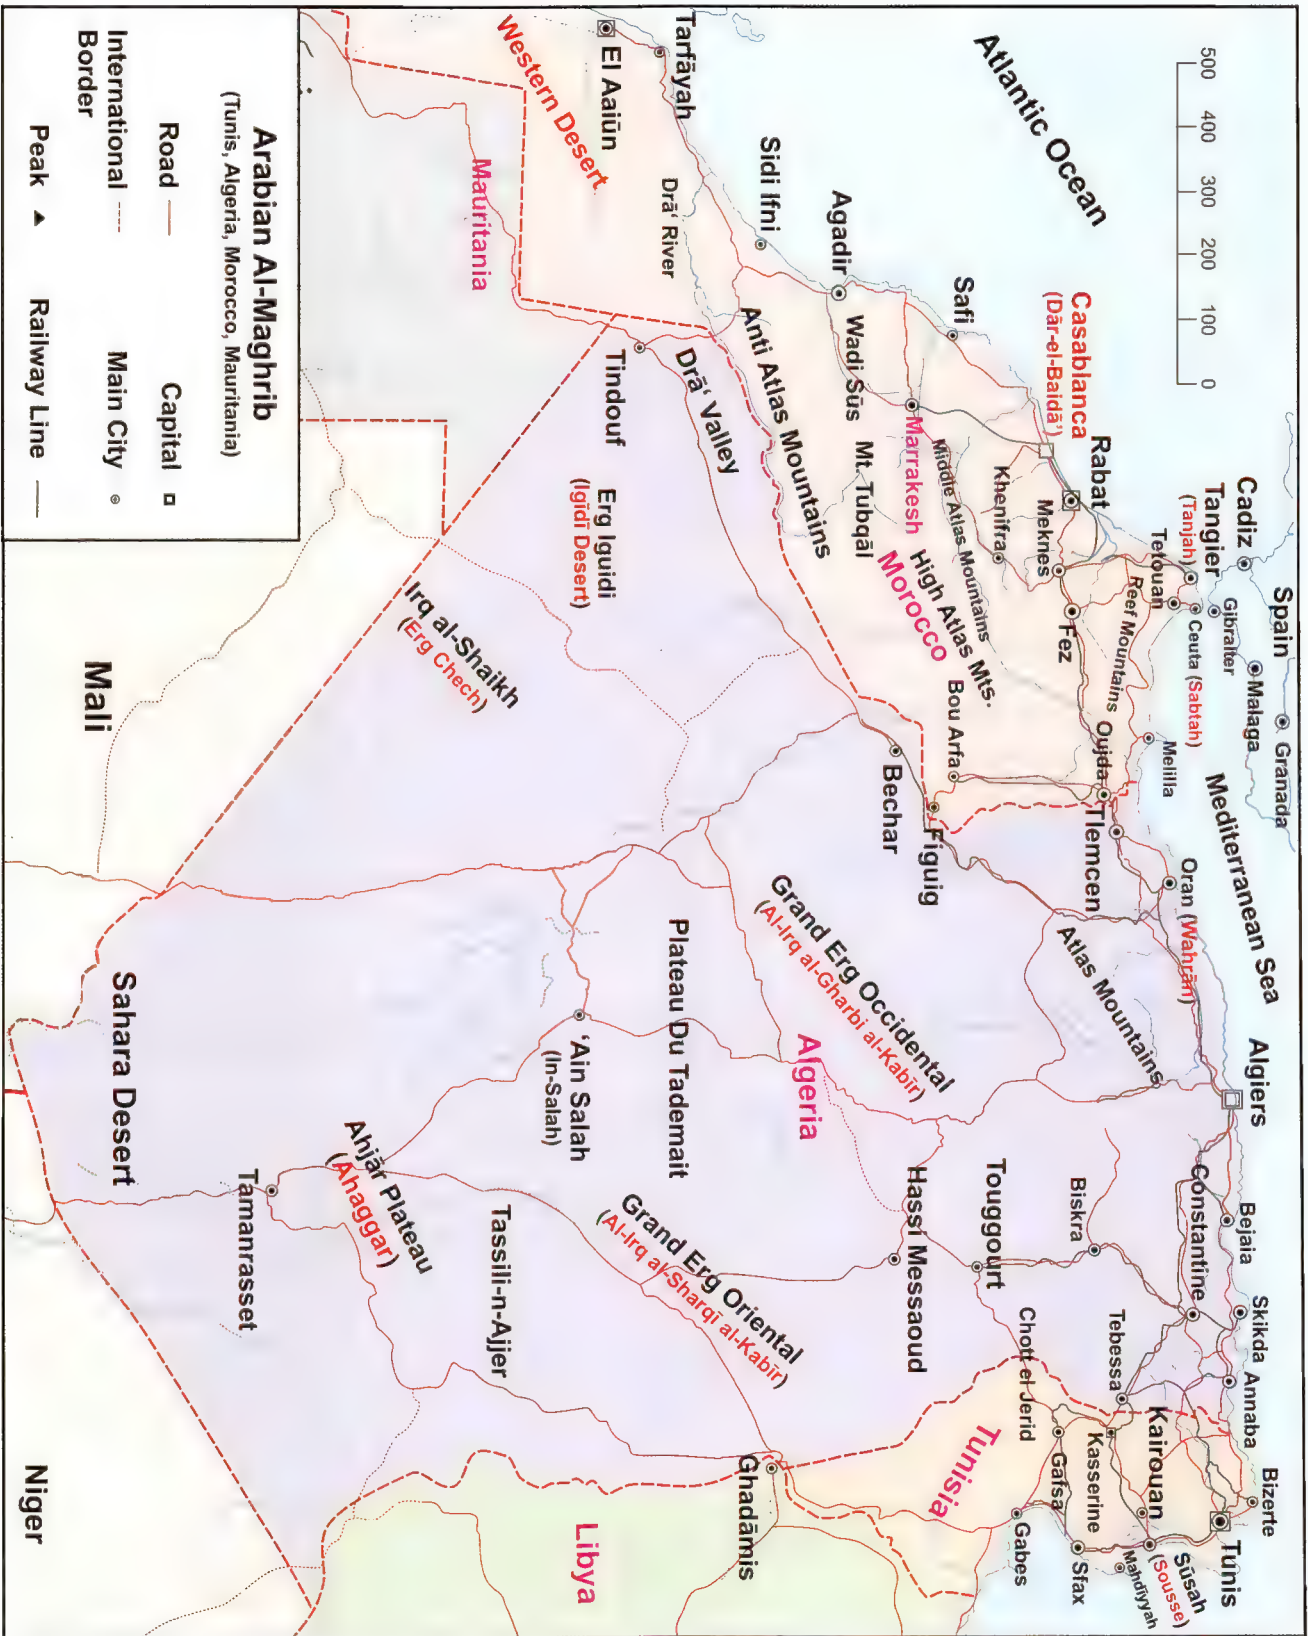 Atlantic Ocean
500 400 300 200 100 0
Spain
Cadiz
Granada
Malaga
Gibralter
Tangier
(Tanjah)
Ceuta (Sabtah)
Tetouan
Melilla
Mediterranean Sea
Reef Mountains
Rabat
Casablanca
(Dār-el-Baidā’)
Meknes
Fez
Oujda
Khenifra
Middle Atlas Mountains
Safi
Marrakesh
High Atlas Mts.
Morocco
Bou Arfa
Figuig
Agadir
Wadi Sūs
Mt. Tubqāl
Anti Atlas Mountains
Sidi Ifni
Drā‘ River
Drā‘ Valley
Tarfāyah
El Aaiūn
Western Desert
Mauritania
Tindouf
Erg Iguidi
(Igīdī Desert)
Irq al-Shaikh
(Erg Chech)
Mali
Bechar
Tlemcen
Oran (Wahrān)
Atlas Mountains
Algiers
Bejaia
Constantine
Skikda
Annaba
Biskra
Tebessa
Touggourt
Hassi Messaoud
Grand Erg Occidental
(Al-Irq al-Gharbi al-Kabīr)
Algeria
Plateau Du Tademait
‘Ain Salah
(In-Salah)
Grand Erg Oriental
(Al-Irq al-Sharqī al-Kabīr)
Tassili-n-Ajjer
Ahjār Plateau
(Ahaggar)
Tamanrasset
Sahara Desert
Niger
Libya
Ghadāmis
Tunisia
Chott el Jerid
Gafsa
Gabes
Kasserine
Kairouan
Sfax
Mahdiyyah
Sūsah
(Sousse)
Tunis
Bizerte
Arabian Al-Maghrib
(Tunis, Algeria, Morocco, Mauritania)
Road
Capital
International
Border
Main City
Peak
Railway Line